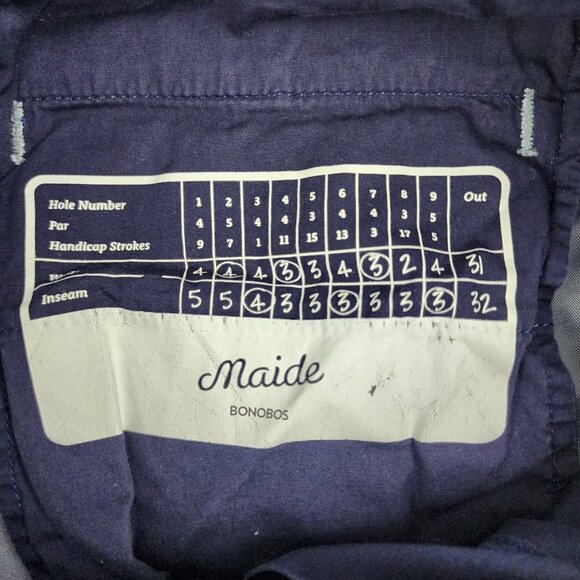 Hole Number 1 2 3 4 5 6 7 8 9 Out
Par 4 5 4 4 3 4 4 3 5
Handicap Strokes 9 7 1 11 15 13 3 17 5
4 4 4 3 3 4 3 2 4 31
Inseam 5 5 4 3 3 3 3 3 3 32
Maide
BONOBOS